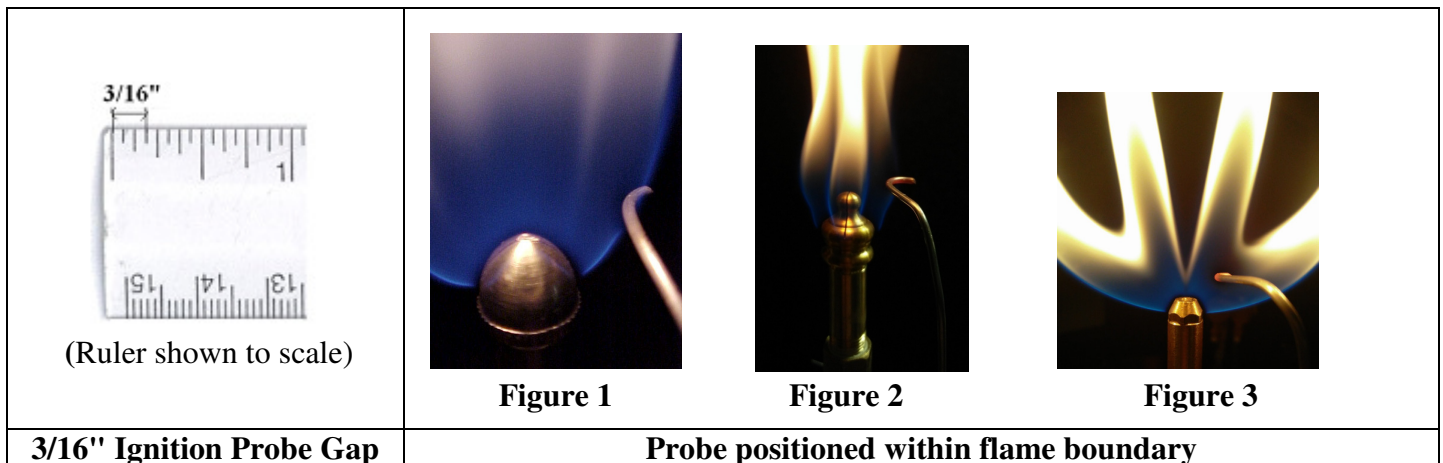 3/16"
1
15 14 13
(Ruler shown to scale)
Figure 1
Figure 2
Figure 3
3/16" Ignition Probe Gap
Probe positioned within flame boundary